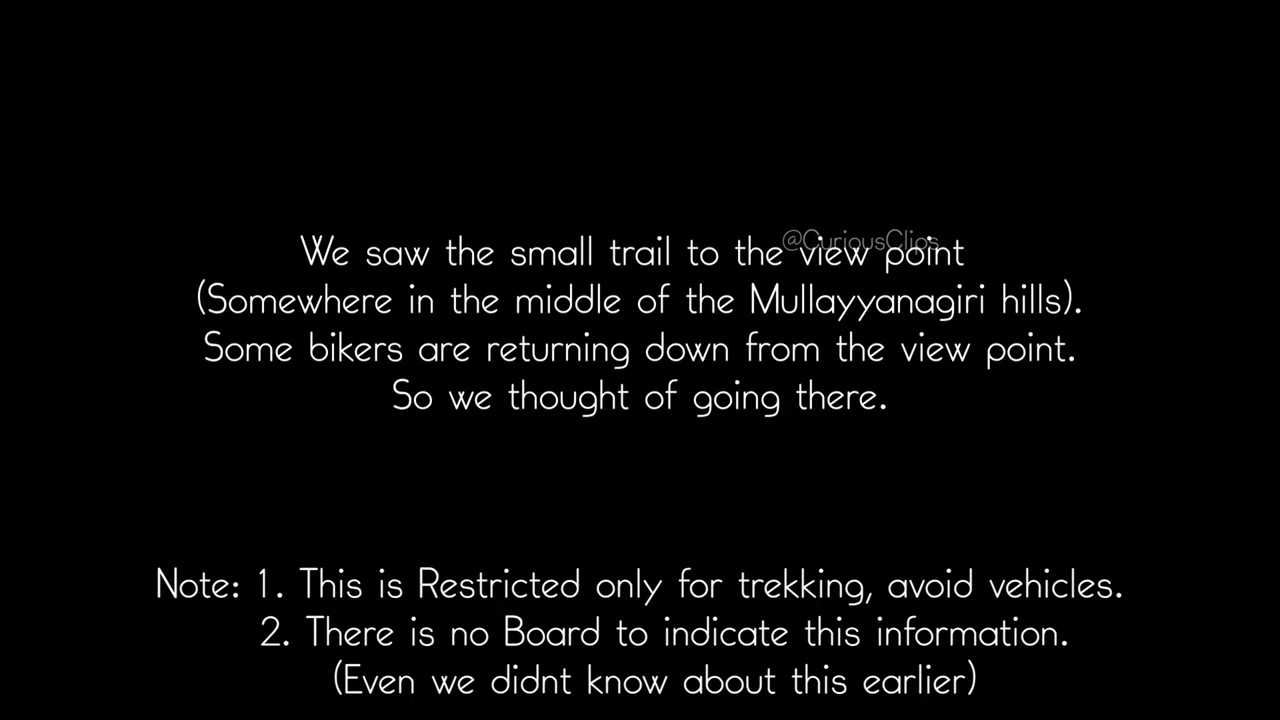 @CuriousClips
We saw the small trail to the view point
(Somewhere in the middle of the Mullayyanagiri hills).
Some bikers are returning down from the view point.
So we thought of going there.
Note: 1. This is Restricted only for trekking, avoid vehicles.
2. There is no Board to indicate this information.
(Even we didnt know about this earlier)